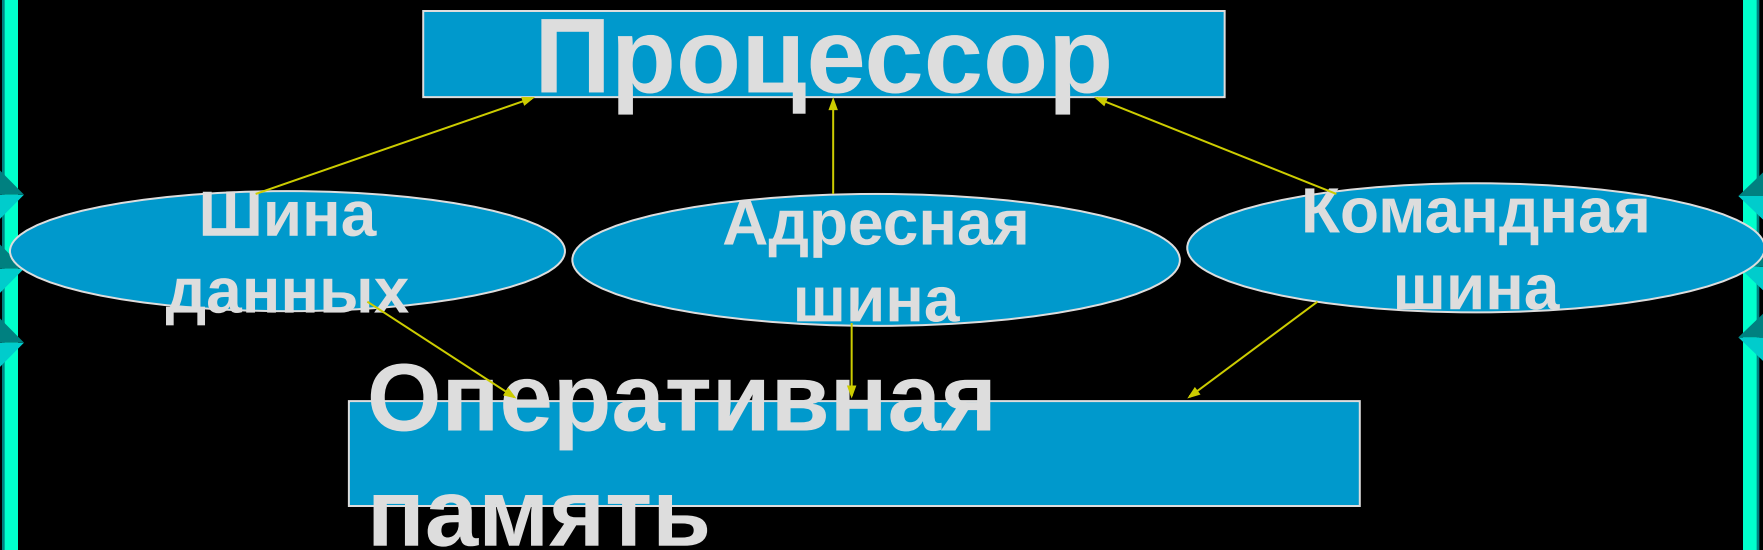 Процессор
Шина
данных
Адресная
шина
Командная
шина
Оперативная
память